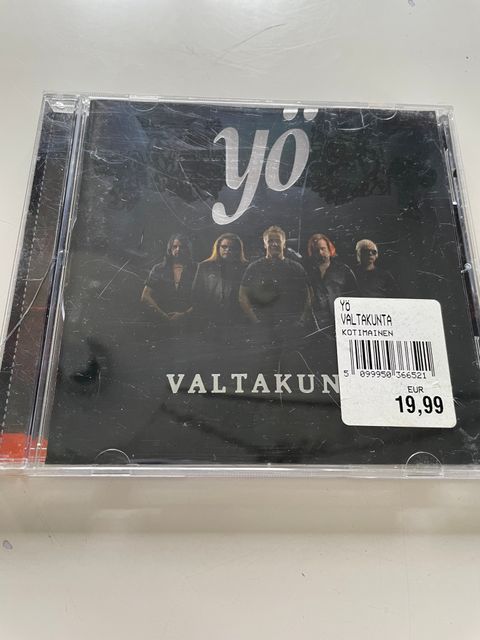 yö
VALTAKUN
YÖ
VALTAKUNTA
KOTIMAINEN
5 099950 366521
EUR
19,99